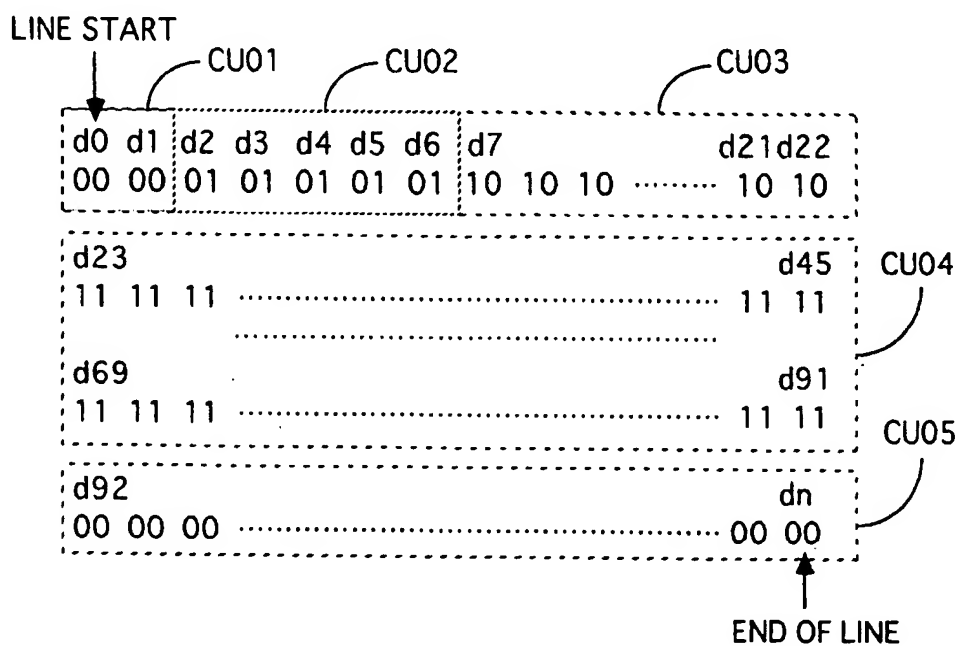 LINE START
CU01 CU02 CU03
d0 d1 d2 d3 d4 d5 d6 d7 d21d22
00 00 01 01 01 01 01 10 10 10 ......... 10 10
d23 d45 CU04
11 11 11 ................................................ 11 11
................................................
d69 d91
11 11 11 ................................................ 11 11
CU05
d92 dn
00 00 00 ................................................ 00 00
END OF LINE